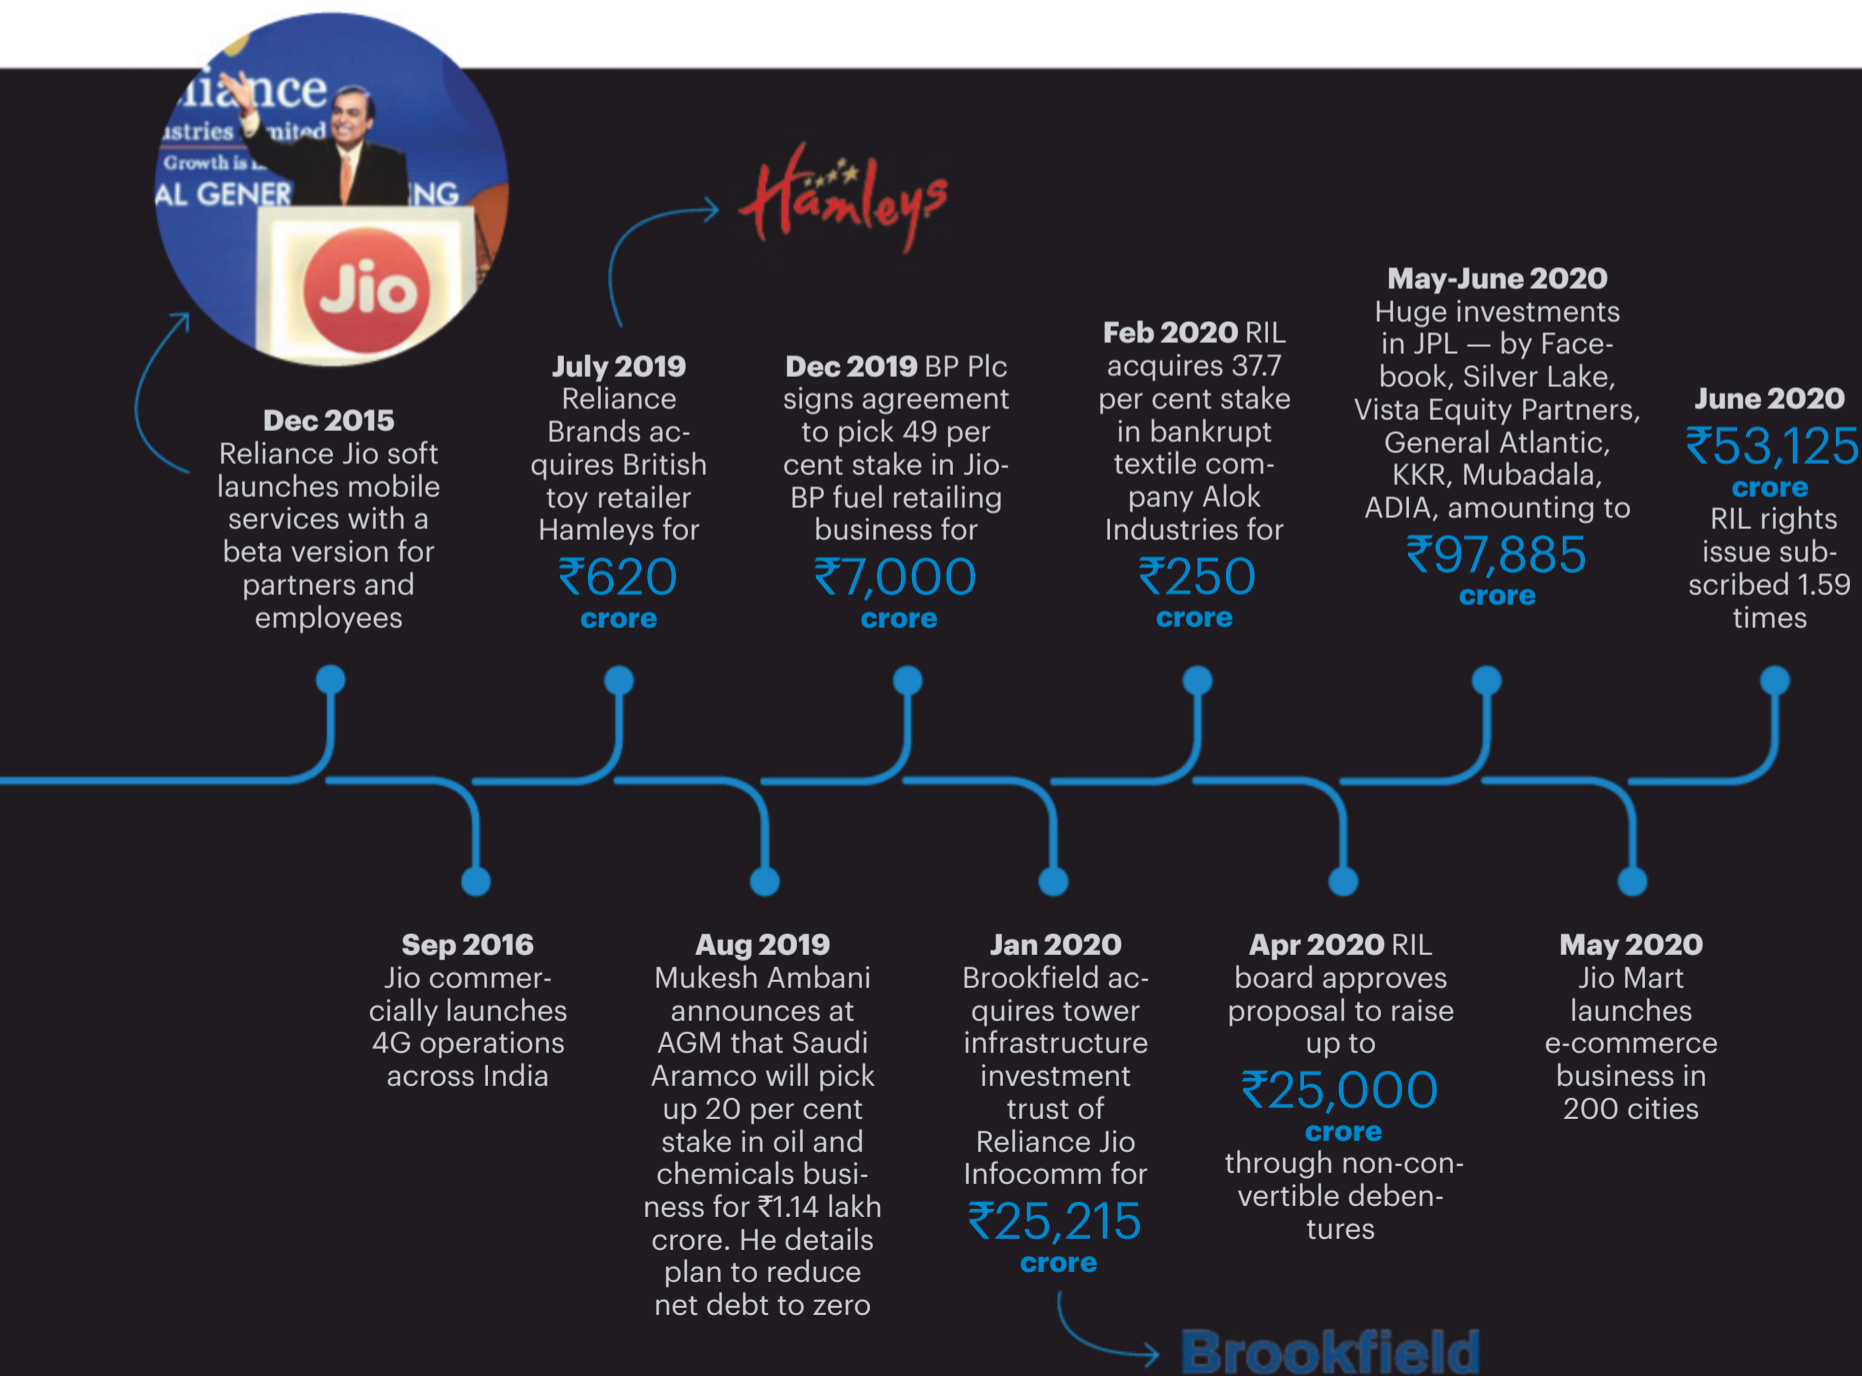 liance
ustries Limited
Growth is
AL GENER
NG
Jio
Hamleys
Dec 2015
Reliance Jio soft
launches mobile
services with a
beta version for
partners and
employees
July 2019
Reliance
Brands ac-
quires British
toy retailer
Hamleys for
₹620
crore
Dec 2019 BP Plc
signs agreement
to pick 49 per
cent stake in Jio-
BP fuel retailing
business for
₹7,000
crore
Feb 2020 RIL
acquires 37.7
per cent stake
in bankrupt
textile com-
pany Alok
Industries for
₹250
crore
May-June 2020
Huge investments
in JPL — by Face-
book, Silver Lake,
Vista Equity Partners,
General Atlantic,
KKR, Mubadala,
ADIA, amounting to
₹97,885
crore
June 2020
₹53,125
crore
RIL rights
issue sub-
scribed 1.59
times
Sep 2016
Jio commer-
cially launches
4G operations
across India
Aug 2019
Mukesh Ambani
announces at
AGM that Saudi
Aramco will pick
up 20 per cent
stake in oil and
chemicals busi-
ness for ₹1.14 lakh
crore. He details
plan to reduce
net debt to zero
Jan 2020
Brookfield ac-
quires tower
infrastructure
investment
trust of
Reliance Jio
Infocomm for
₹25,215
crore
Apr 2020 RIL
board approves
proposal to raise
up to
₹25,000
crore
through non-con-
vertible deben-
tures
May 2020
Jio Mart
launches
e-commerce
business in
200 cities
Brookfield